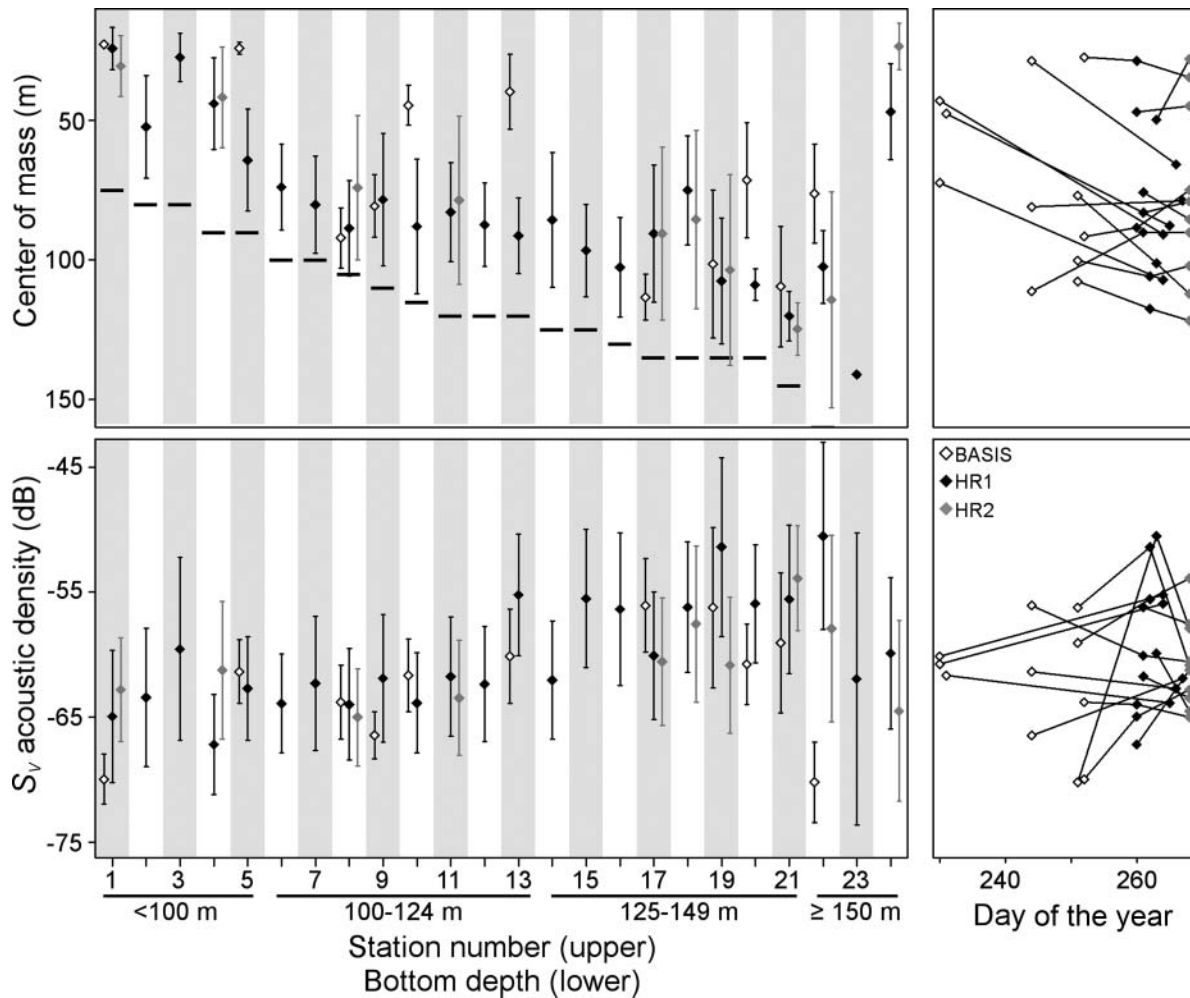 Center of mass (m)
50
100
150
Sv acoustic density (dB)
-45
-55
-65
-75
BASIS
HR1
HR2
1 3 5 7 9 11 13 15 17 19 21 23
<100 m 100-124 m 125-149 m ≥ 150 m
Station number (upper)
Bottom depth (lower)
240 260
Day of the year